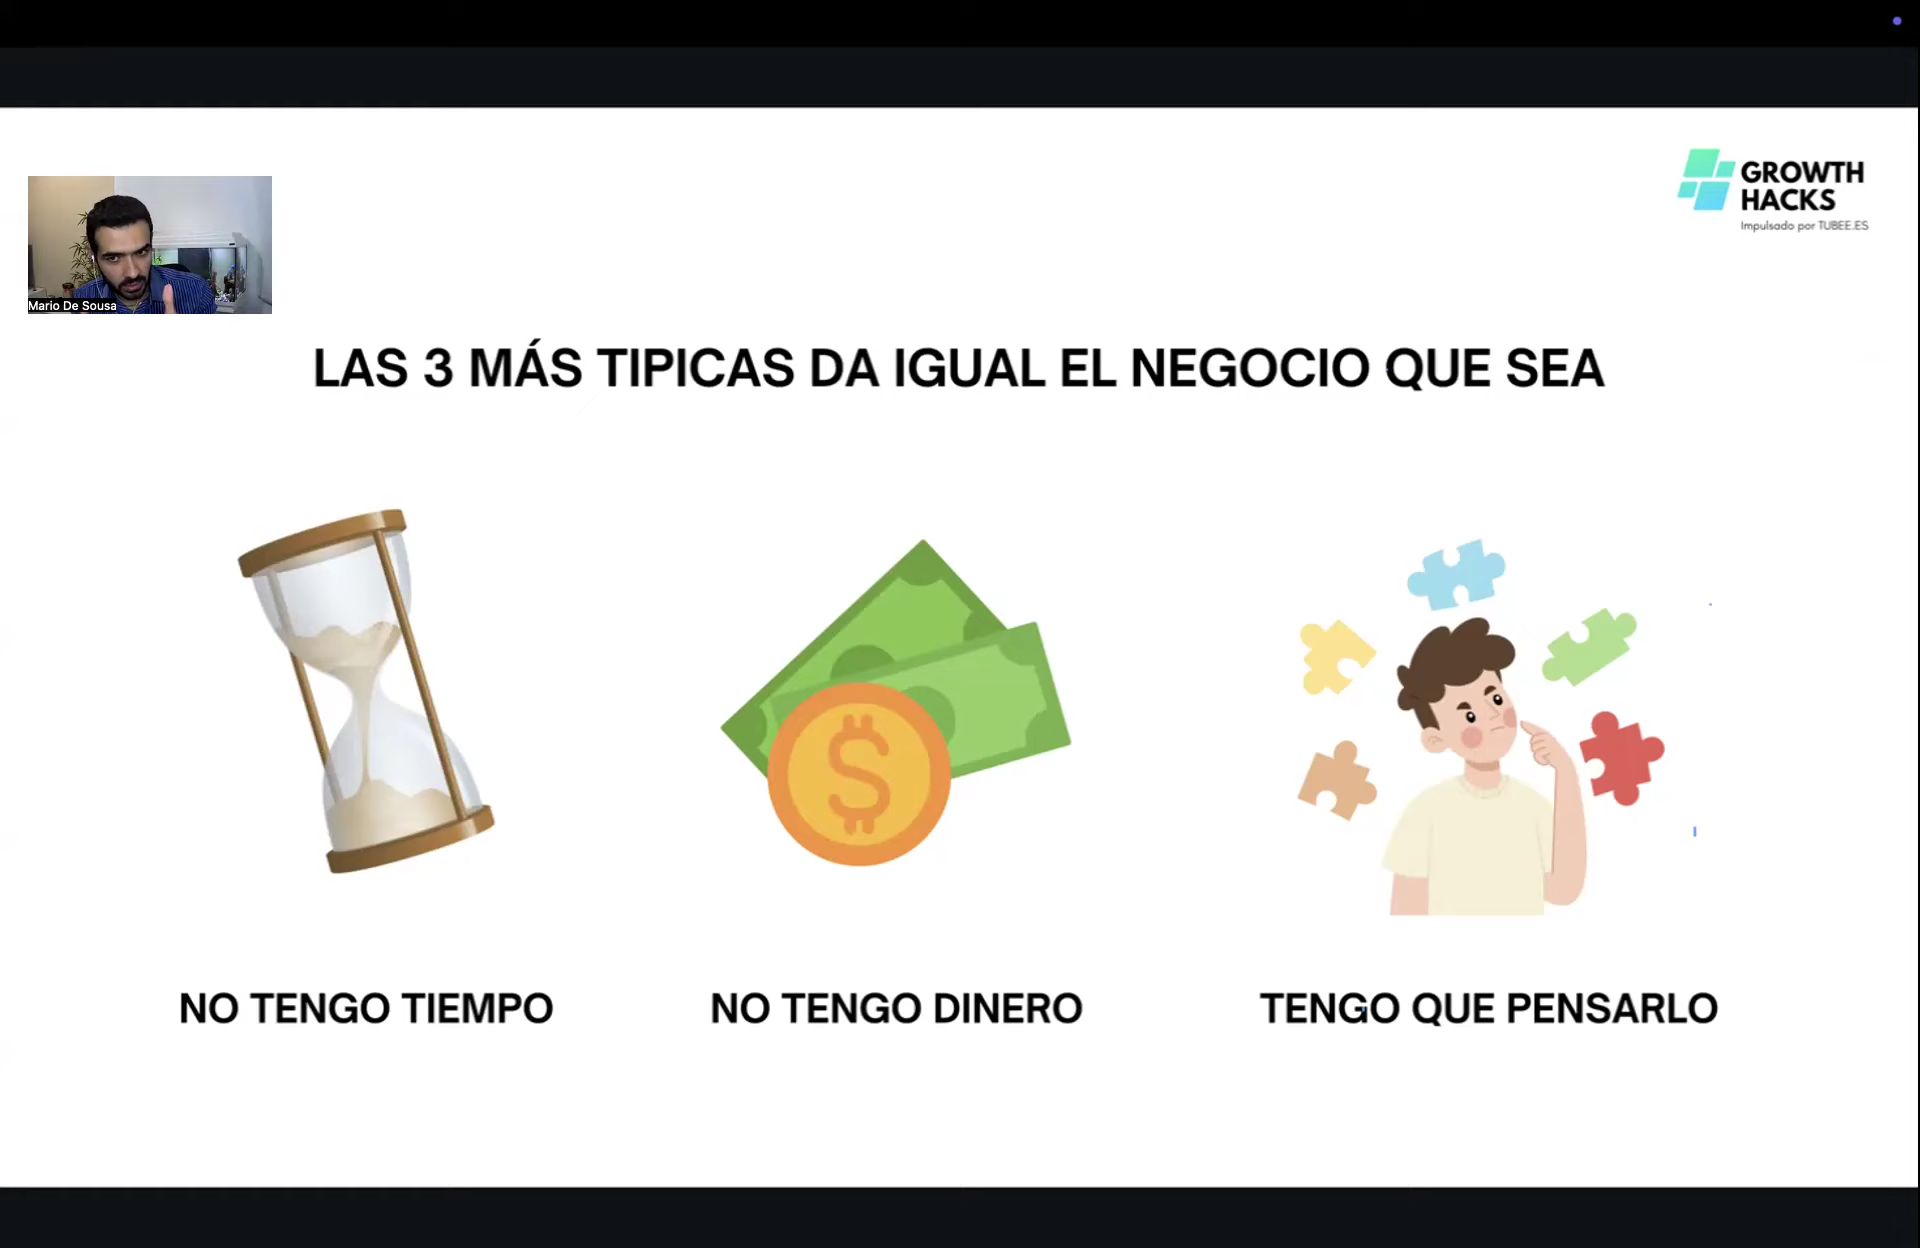 GROWTH
HACKS
Impulsado por TUBEE.ES
Mario De Sousa
LAS 3 MÁS TIPICAS DA IGUAL EL NEGOCIO QUE SEA
$
NO TENGO TIEMPO
NO TENGO DINERO
TENGO QUE PENSARLO